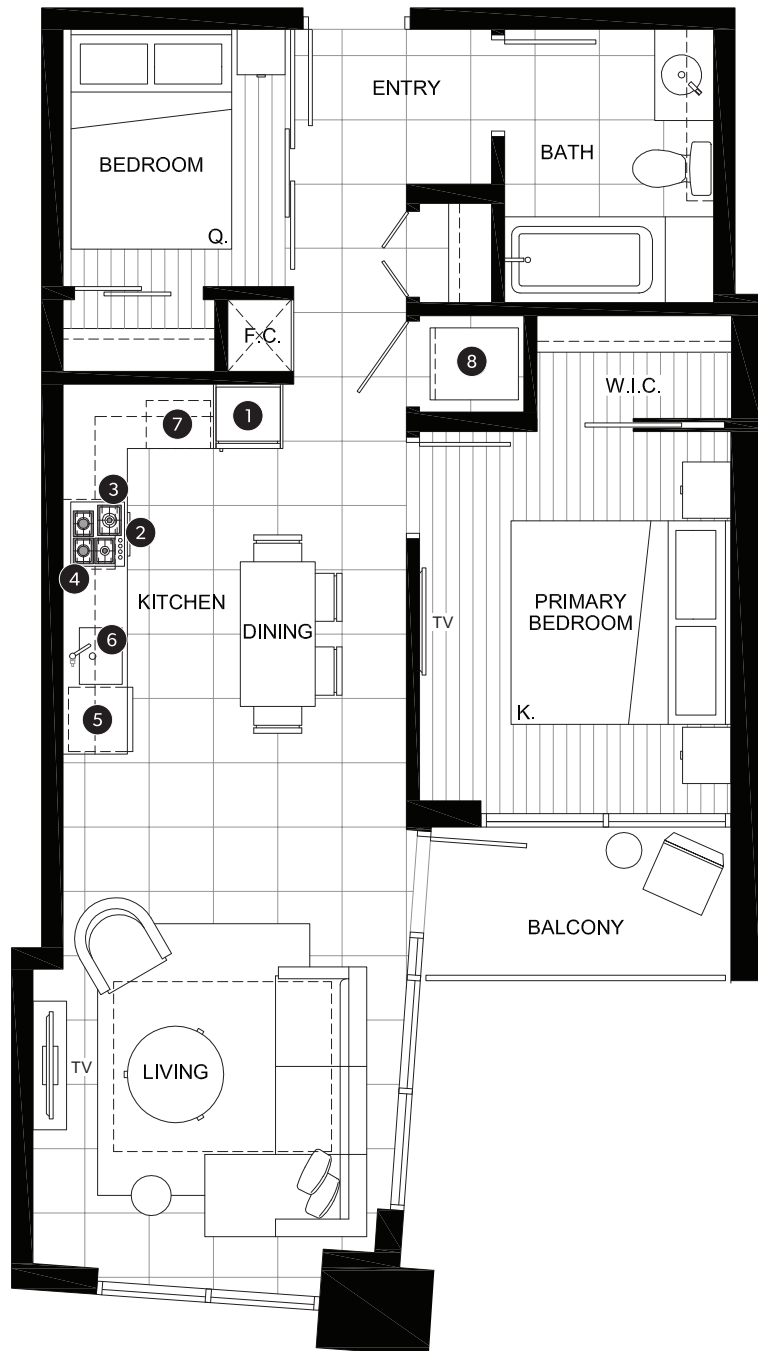 ENTRY
BEDROOM
BATH
Q.
F.C.
8
W.I.C.
1
7
3
2
4
KITCHEN
PRIMARY
BEDROOM
TV
DINING
6
5
K.
BALCONY
TV
LIVING